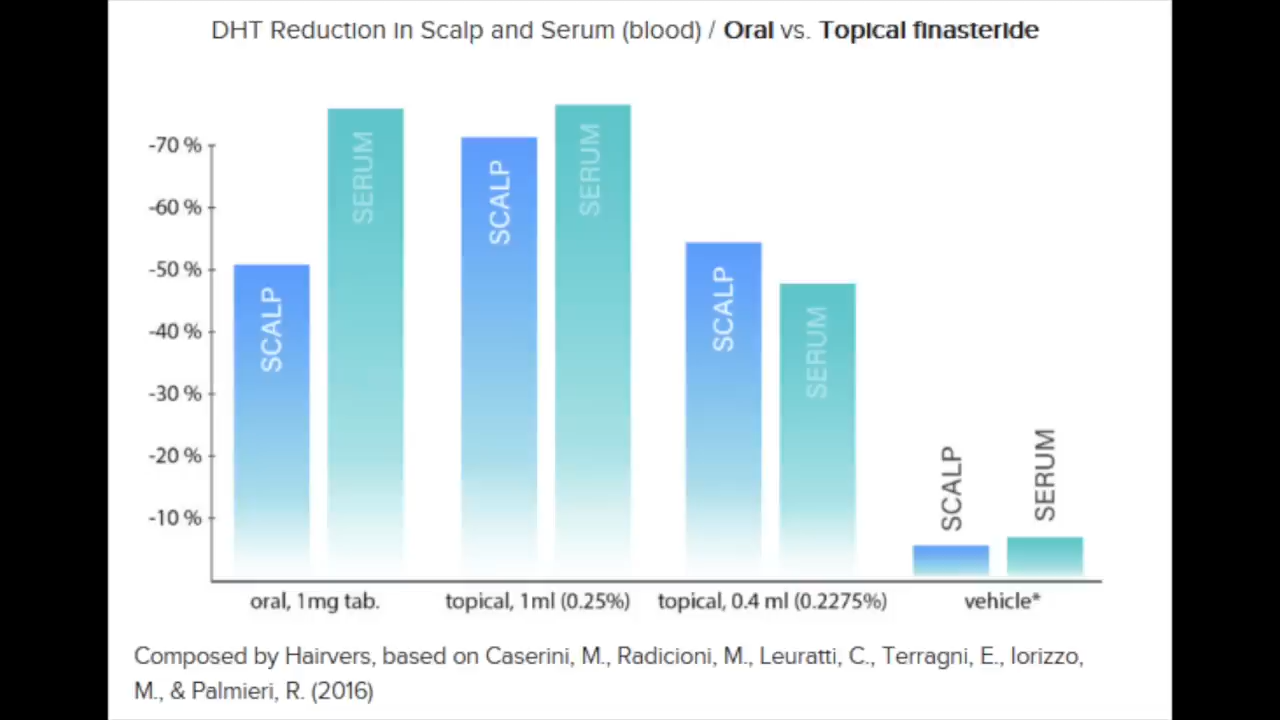 DHT Reduction in Scalp and Serum (blood) / Oral vs. Topical finasteride
-70 %
-60 %
-50 %
-40 %
-30 %
-20 %
-10 %
SCALP
SERUM
SCALP
SERUM
SCALP
SERUM
SCALP
SERUM
oral, 1mg tab.
topical, 1ml (0.25%)
topical, 0.4 ml (0.2275%)
vehicle*
Composed by Hairvers, based on Caserini, M., Radicioni, M., Leuratti, C., Terragni, E., Iorizzo,
M., & Palmieri, R. (2016)